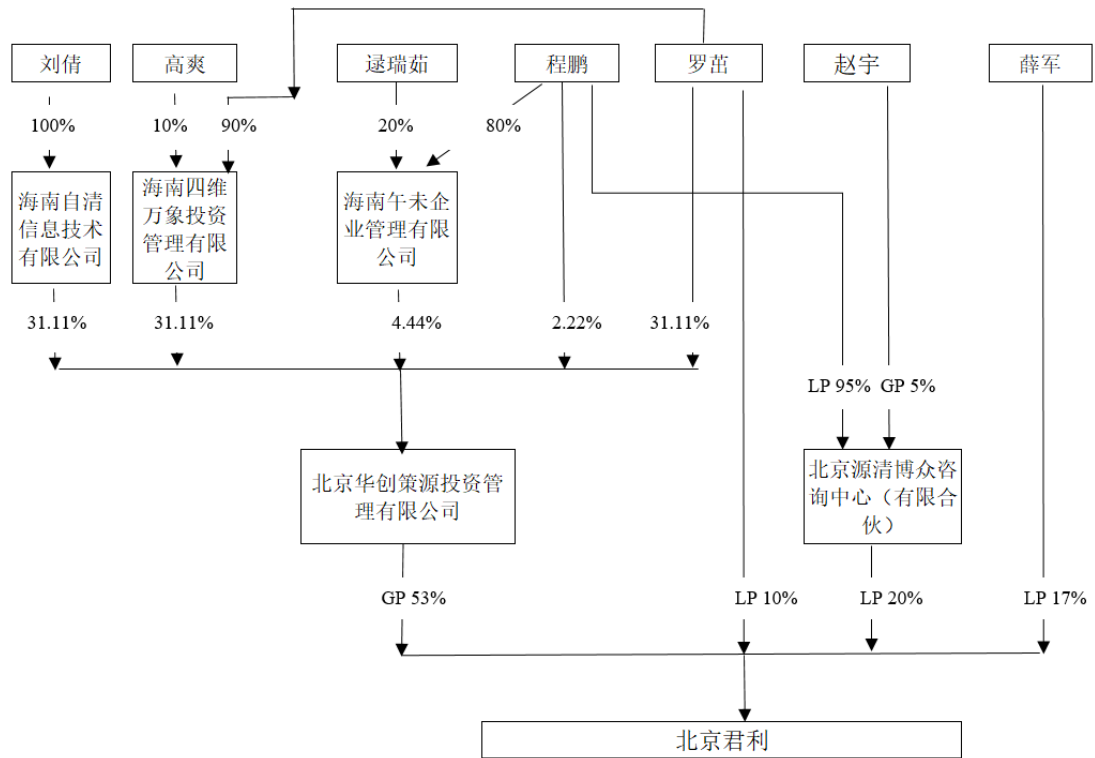 刘倩
高爽
逯瑞茹
程鹏
罗茁
赵宇
薛军
100%
10%
90%
20%
80%
海南自清
信息技术
有限公司
海南四维
万象投资
管理有限
公司
海南午未企
业管理有限
公司
31.11%
31.11%
4.44%
2.22%
31.11%
LP 95%
GP 5%
北京华创策源投资管
理有限公司
北京源清博众咨
询中心（有限合
伙）
GP 53%
LP 10%
LP 20%
LP 17%
北京君利